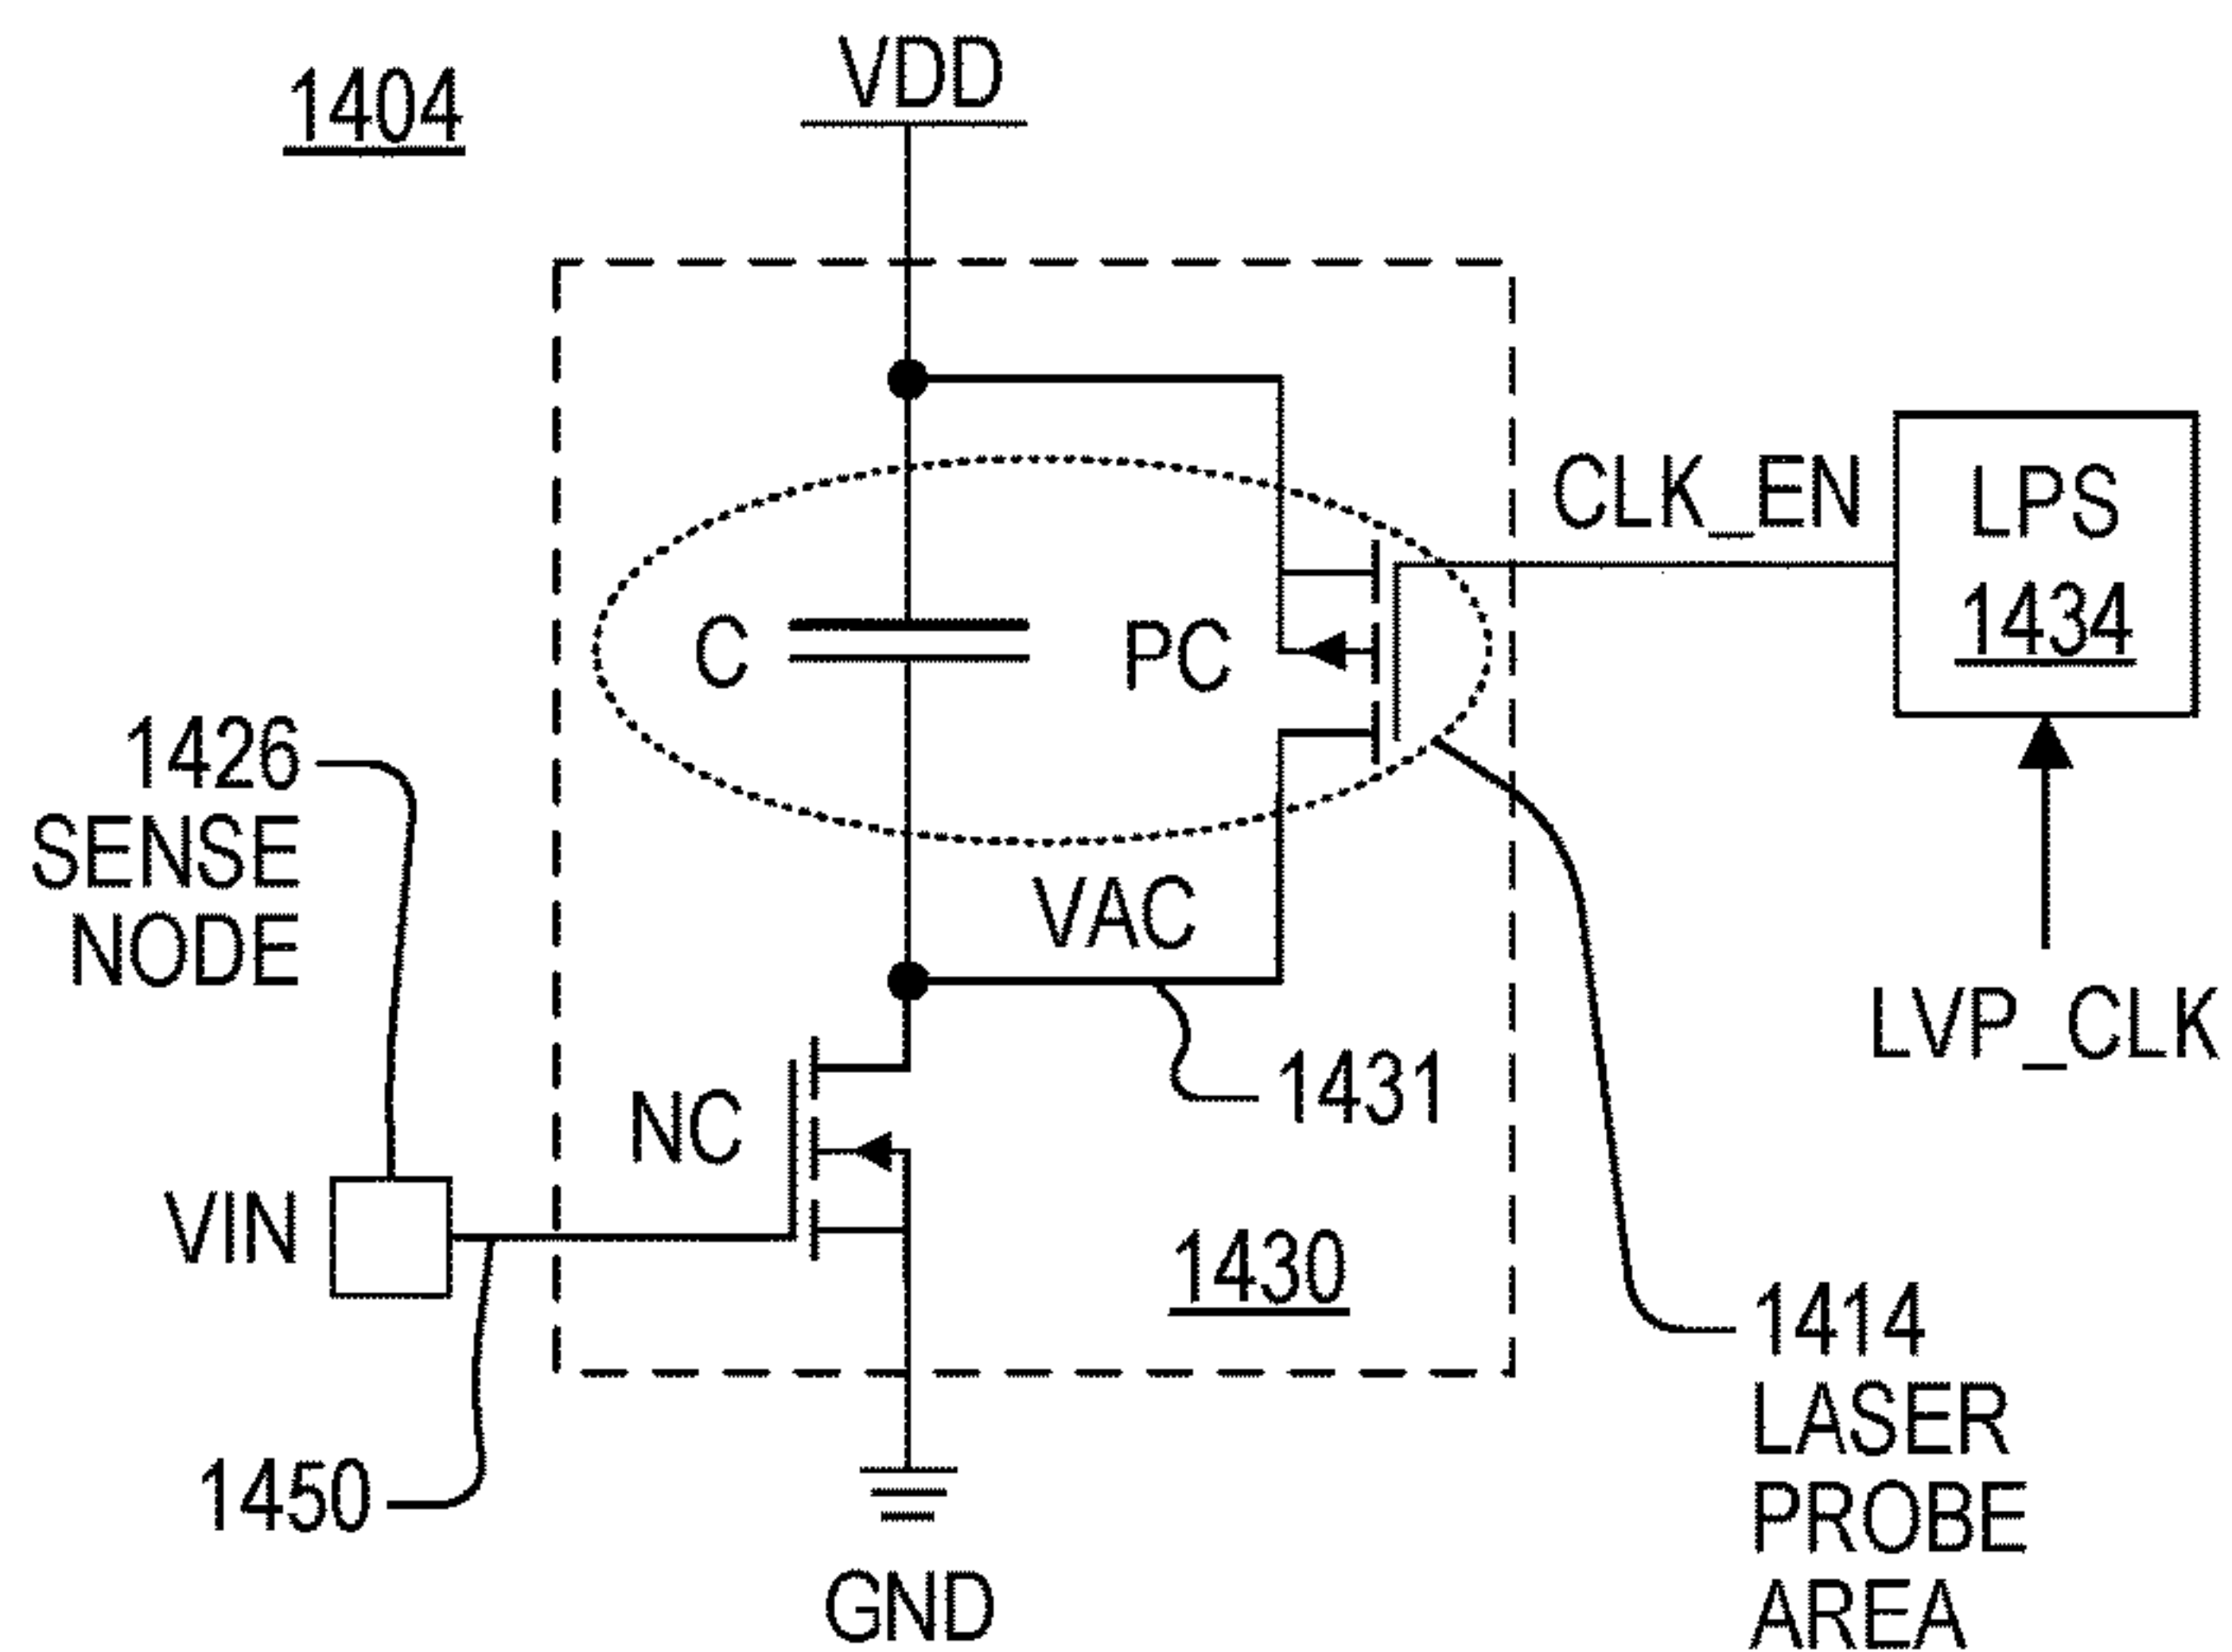 1404
VDD
CLK_EN
LPS
1434
C
PC
1426
SENSE
NODE
VAC
LVP_CLK
1431
NC
VIN
1430
1414
LASER
PROBE
AREA
1450
GND